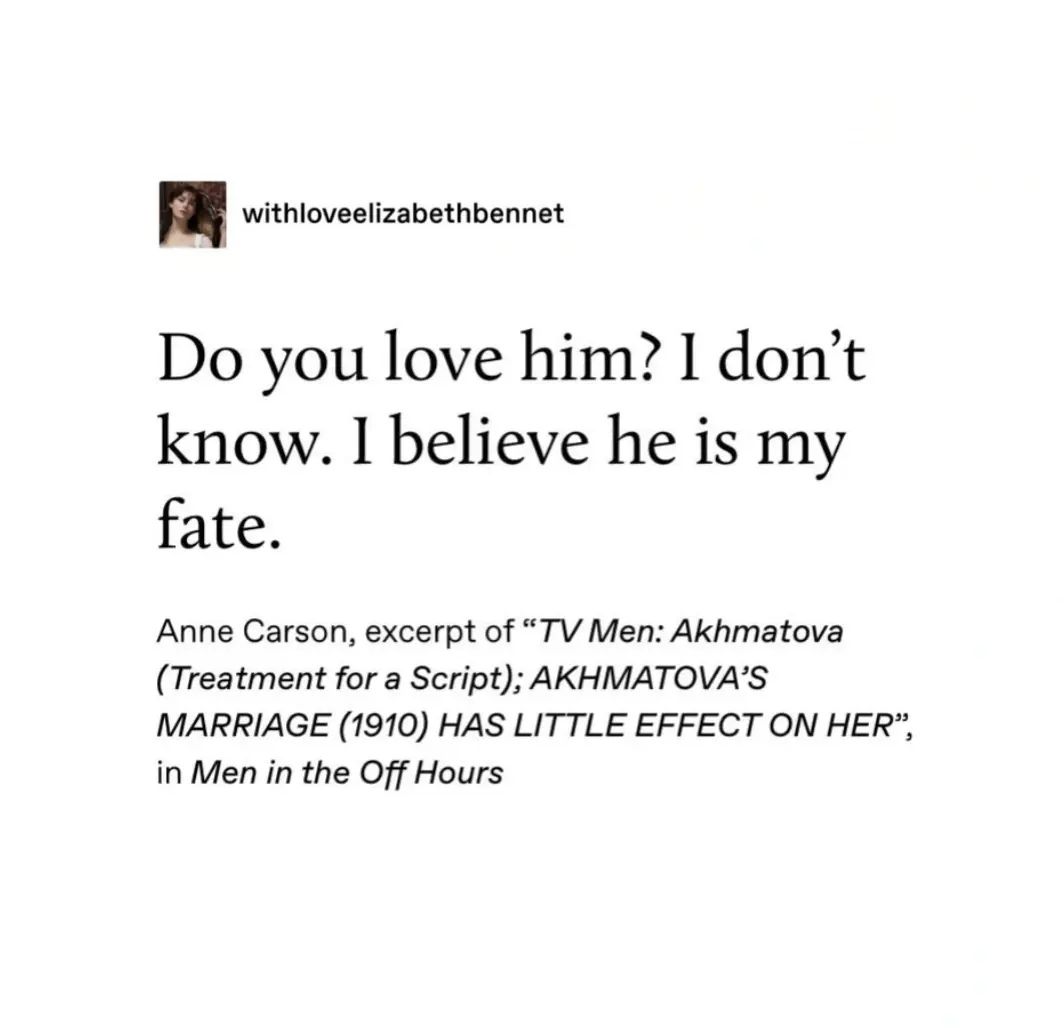 withloveelizabethbennet
Do you love him? I don’t
know. I believe he is my
fate.
Anne Carson, excerpt of “TV Men: Akhmatova
(Treatment for a Script); AKHMATOVA’S
MARRIAGE (1910) HAS LITTLE EFFECT ON HER”,
in Men in the Off Hours